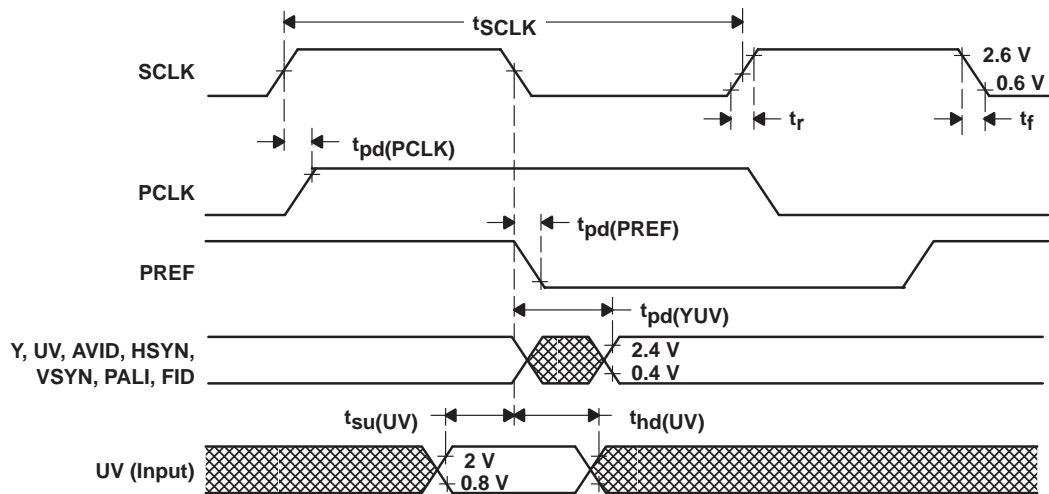 tSCLK
SCLK
2.6 V
0.6 V
tr
tf
tpd(PCLK)
PCLK
tpd(PREF)
PREF
tpd(YUV)
Y, UV, AVID, HSYN,
VSYN, PALI, FID
2.4 V
0.4 V
tsu(UV)
thd(UV)
UV (Input)
2 V
0.8 V